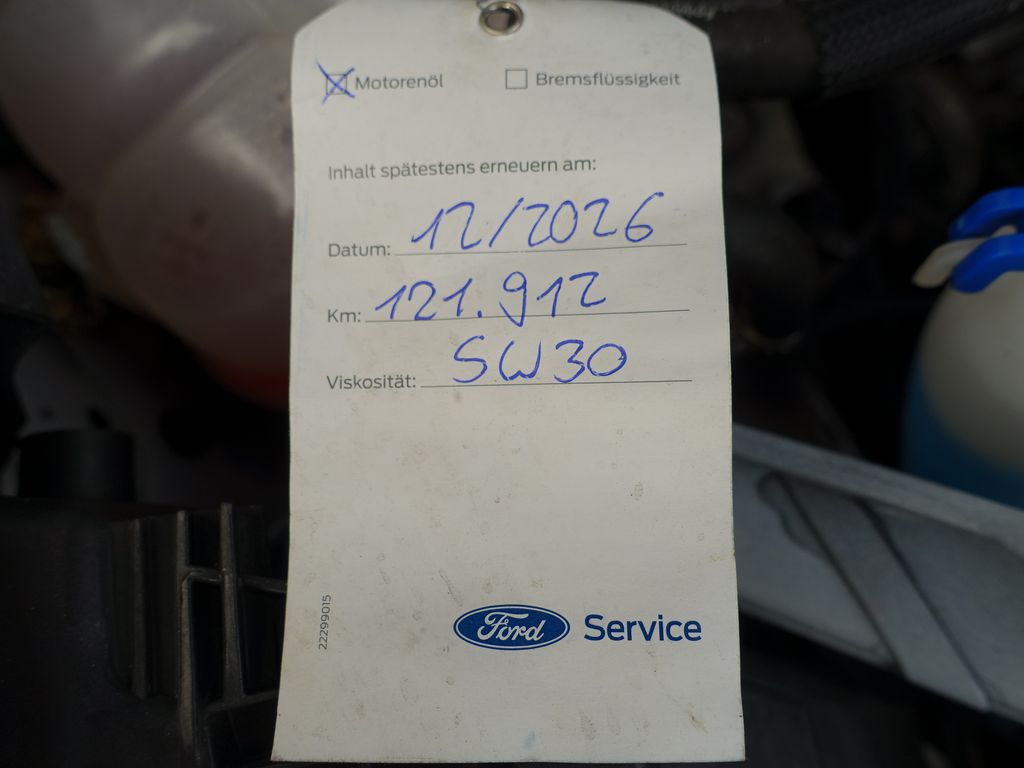 Motorenöl Bremsflüssigkeit
Inhalt spätestens erneuern am:
Datum: 12/2026
Km: 121.912
Viskosität: 5W30
22299015
Ford Service